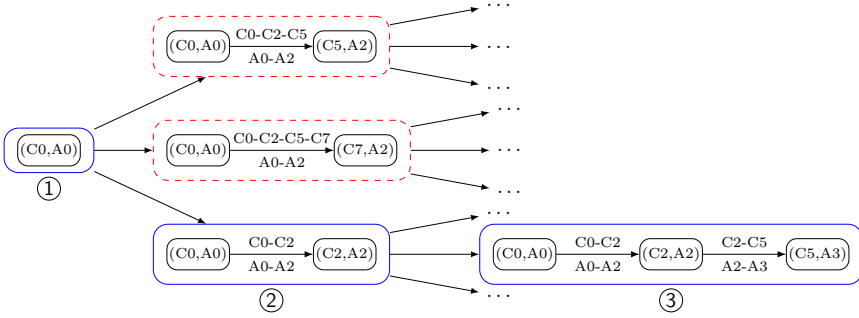 ...
(C0,A0) C0-C2-C5 (C5,A2) ...
A0-A2
...
...
(C0,A0) (C0,A0) C0-C2-C5-C7 (C7,A2) ...
A0-A2
1 ...
...
(C0,A0) C0-C2 (C2,A2) (C0,A0) C0-C2 (C2,A2) C2-C5 (C5,A3)
A0-A2 A0-A2 A2-A3
2 ... 3